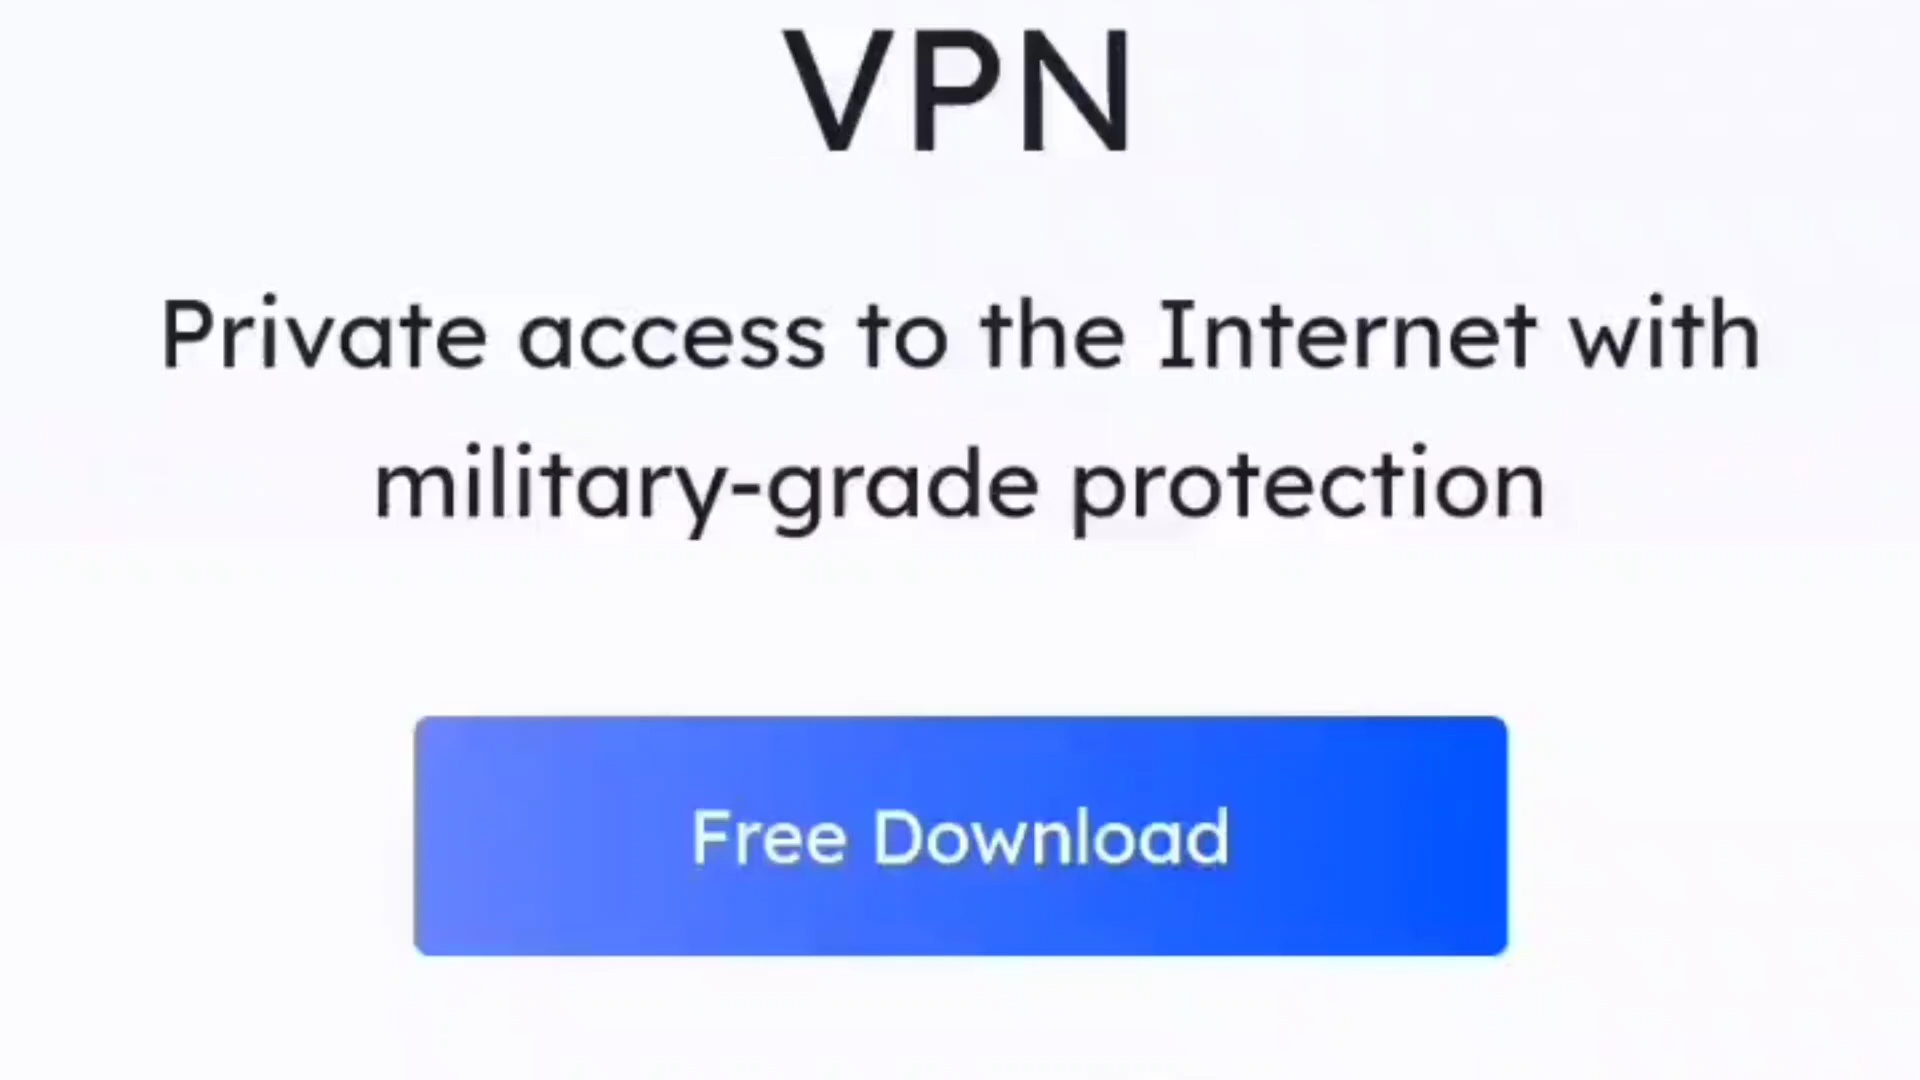 VPN
Private access to the Internet with
military-grade protection
Free Download